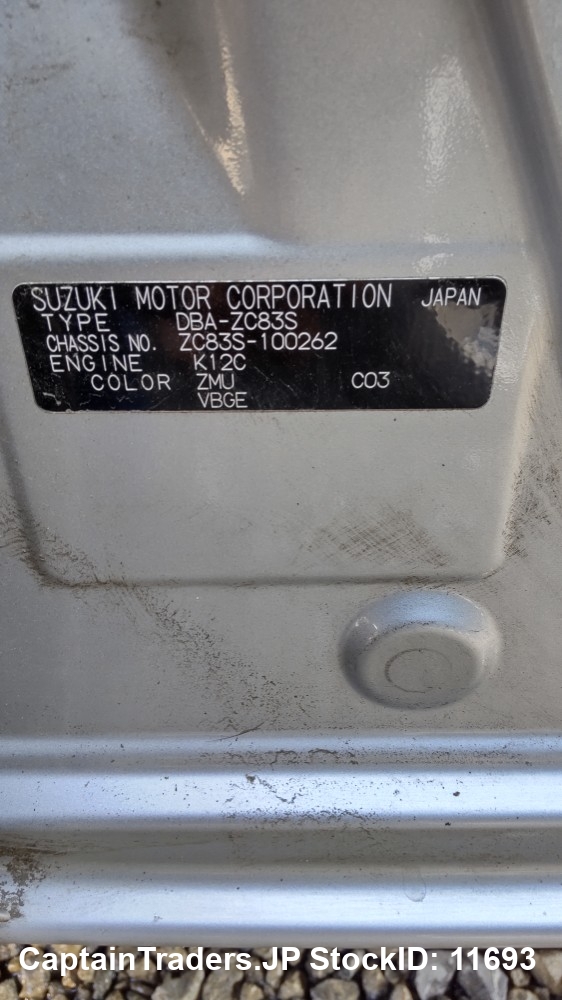 SUZUKI MOTOR CORPORATION JAPAN
TYPE DBA-ZC83S
CHASSIS NO. ZC83S-100262
ENGINE K12C
COLOR ZMU C03
VBGE
CaptainTraders.JP StockID: 11693